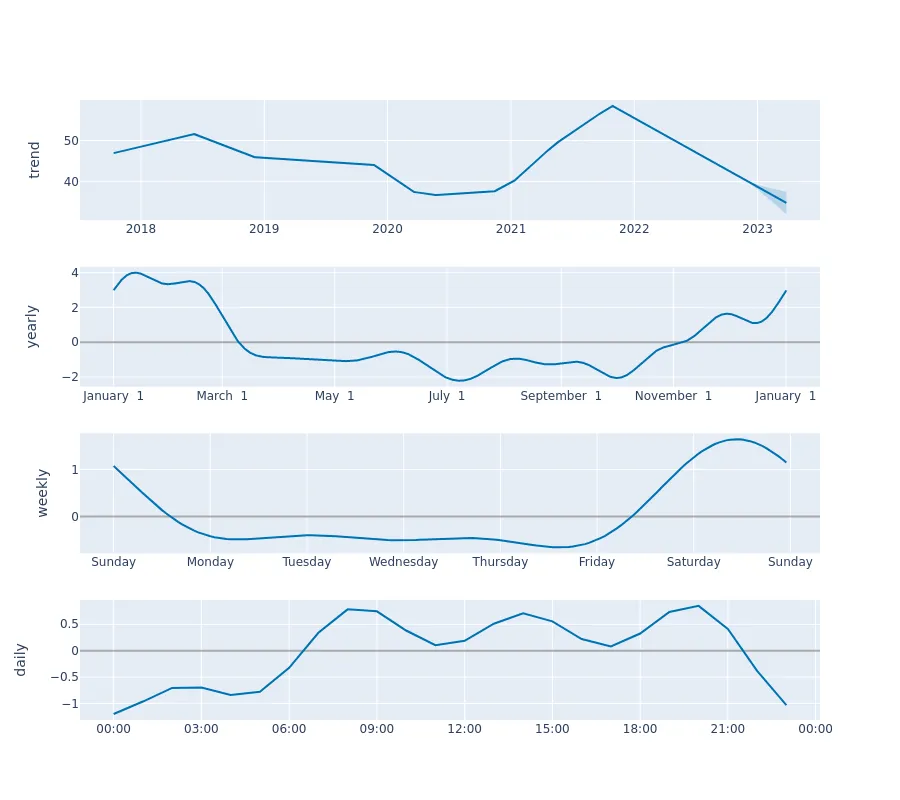 trend
50
40
2018 2019 2020 2021 2022 2023
yearly
4
2
0
−2
January 1 March 1 May 1 July 1 September 1 November 1 January 1
weekly
1
0
Sunday Monday Tuesday Wednesday Thursday Friday Saturday Sunday
daily
0.5
0
−0.5
−1
00:00 03:00 06:00 09:00 12:00 15:00 18:00 21:00 00:00